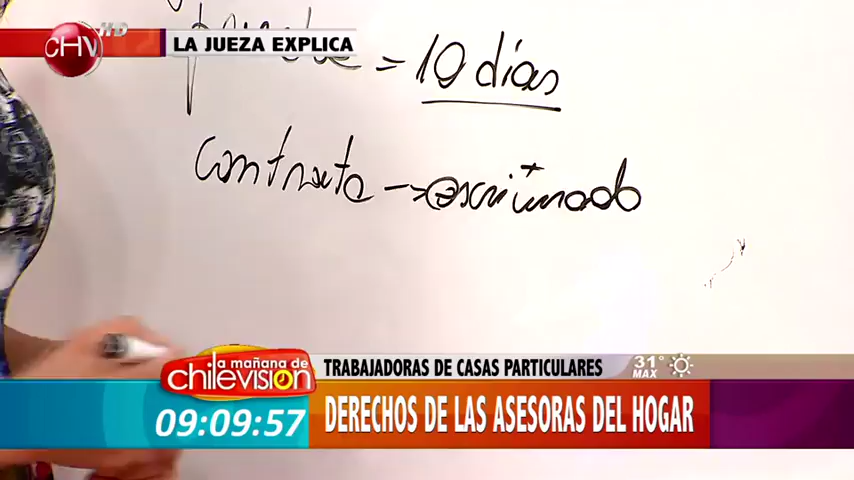 CHV HD
LA JUEZA EXPLICA
= 10 días
contrato → escriturado
la mañana de
chilevisión
TRABAJADORAS DE CASAS PARTICULARES
31° MAX
09:09:57
DERECHOS DE LAS ASESORAS DEL HOGAR